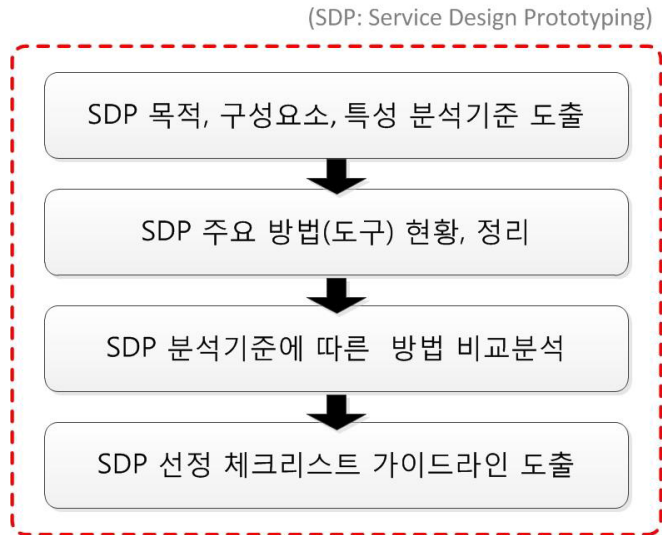 (SDP: Service Design Prototyping)
SDP 목적, 구성요소, 특성 분석기준 도출
SDP 주요 방법(도구) 현황, 정리
SDP 분석기준에 따른 방법 비교분석
SDP 선정 체크리스트 가이드라인 도출